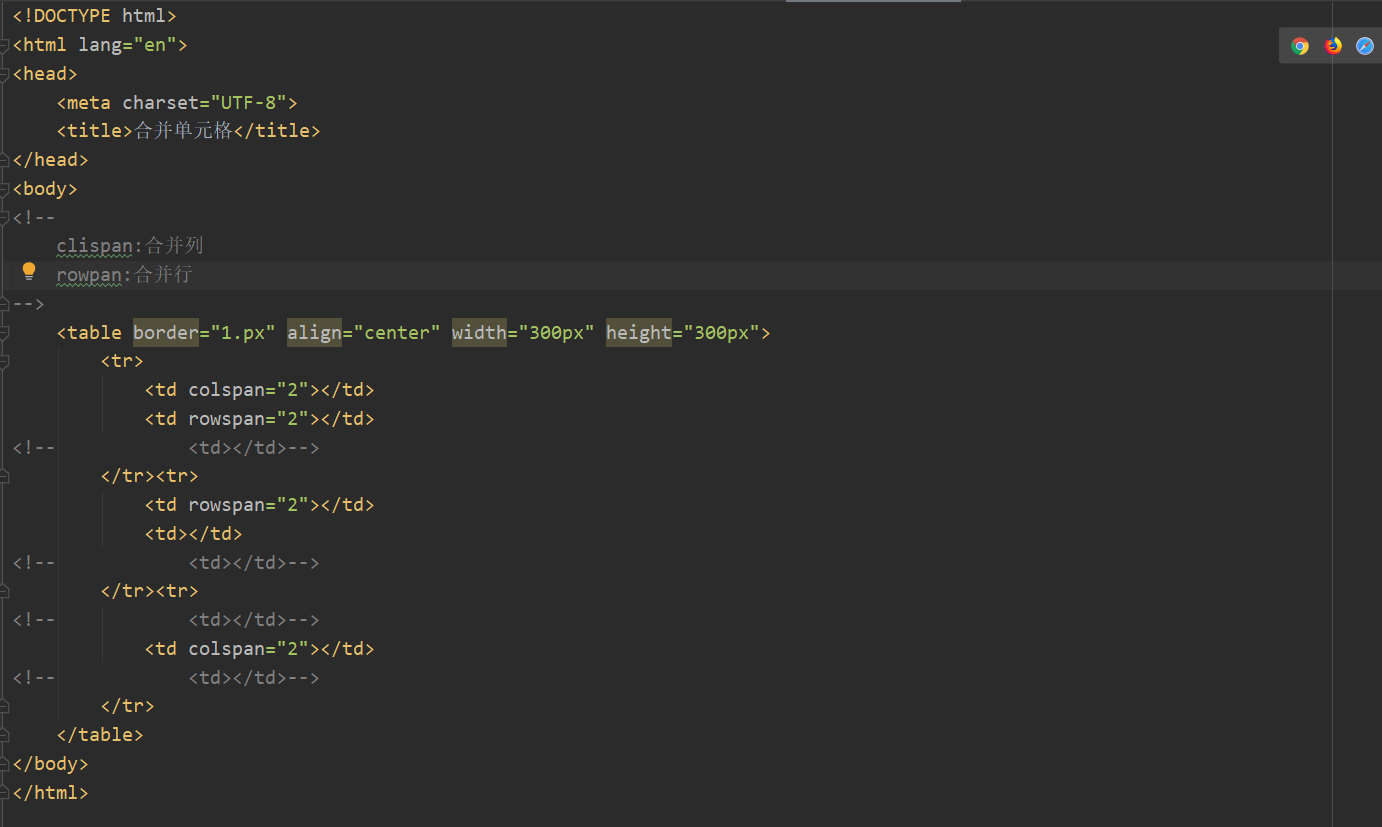 <!DOCTYPE html>
<html lang="en">
<head>
    <meta charset="UTF-8">
    <title>合并单元格</title>
</head>
<body>
<!--
    clispan:合并列
    rowpan:合并行
-->
    <table border="1.px" align="center" width="300px" height="300px">
        <tr>
            <td colspan="2"></td>
            <td rowspan="2"></td>
<!--            <td></td>-->
        </tr><tr>
            <td rowspan="2"></td>
            <td></td>
<!--            <td></td>-->
        </tr><tr>
<!--            <td></td>-->
            <td colspan="2"></td>
<!--            <td></td>-->
        </tr>
    </table>
</body>
</html>